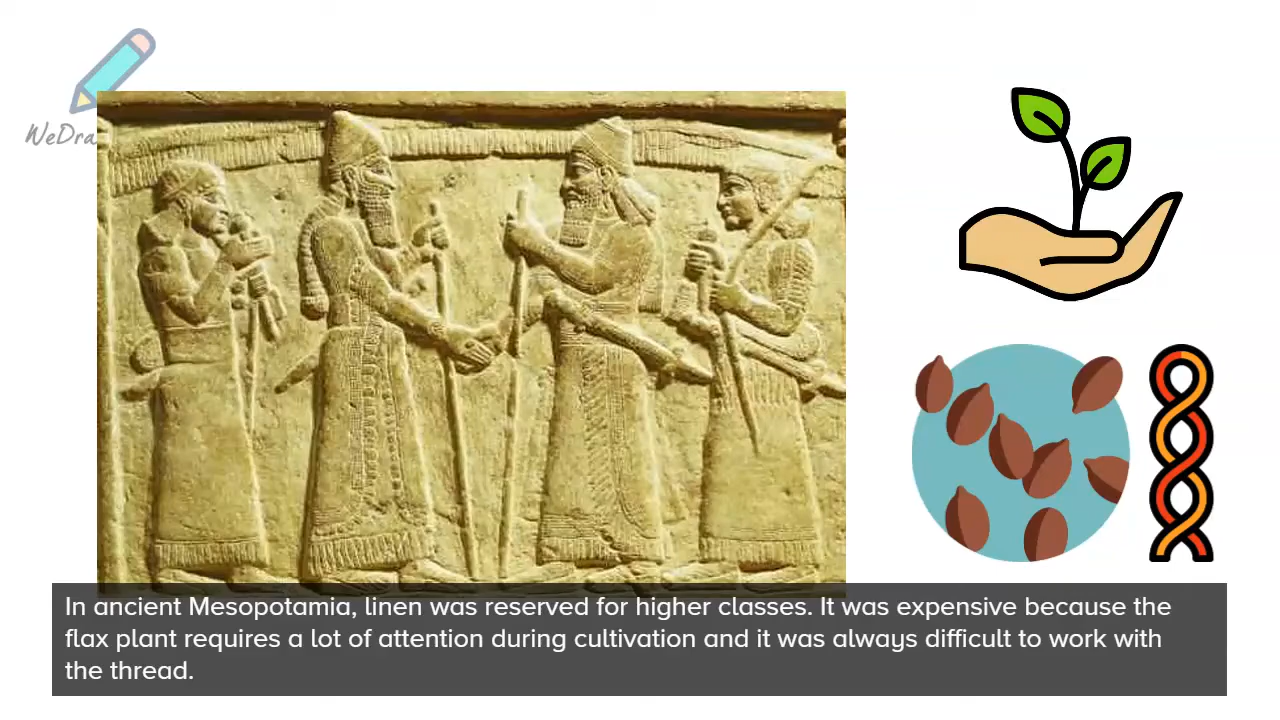 WeDra
In ancient Mesopotamia, linen was reserved for higher classes. It was expensive because the
flax plant requires a lot of attention during cultivation and it was always difficult to work with
the thread.